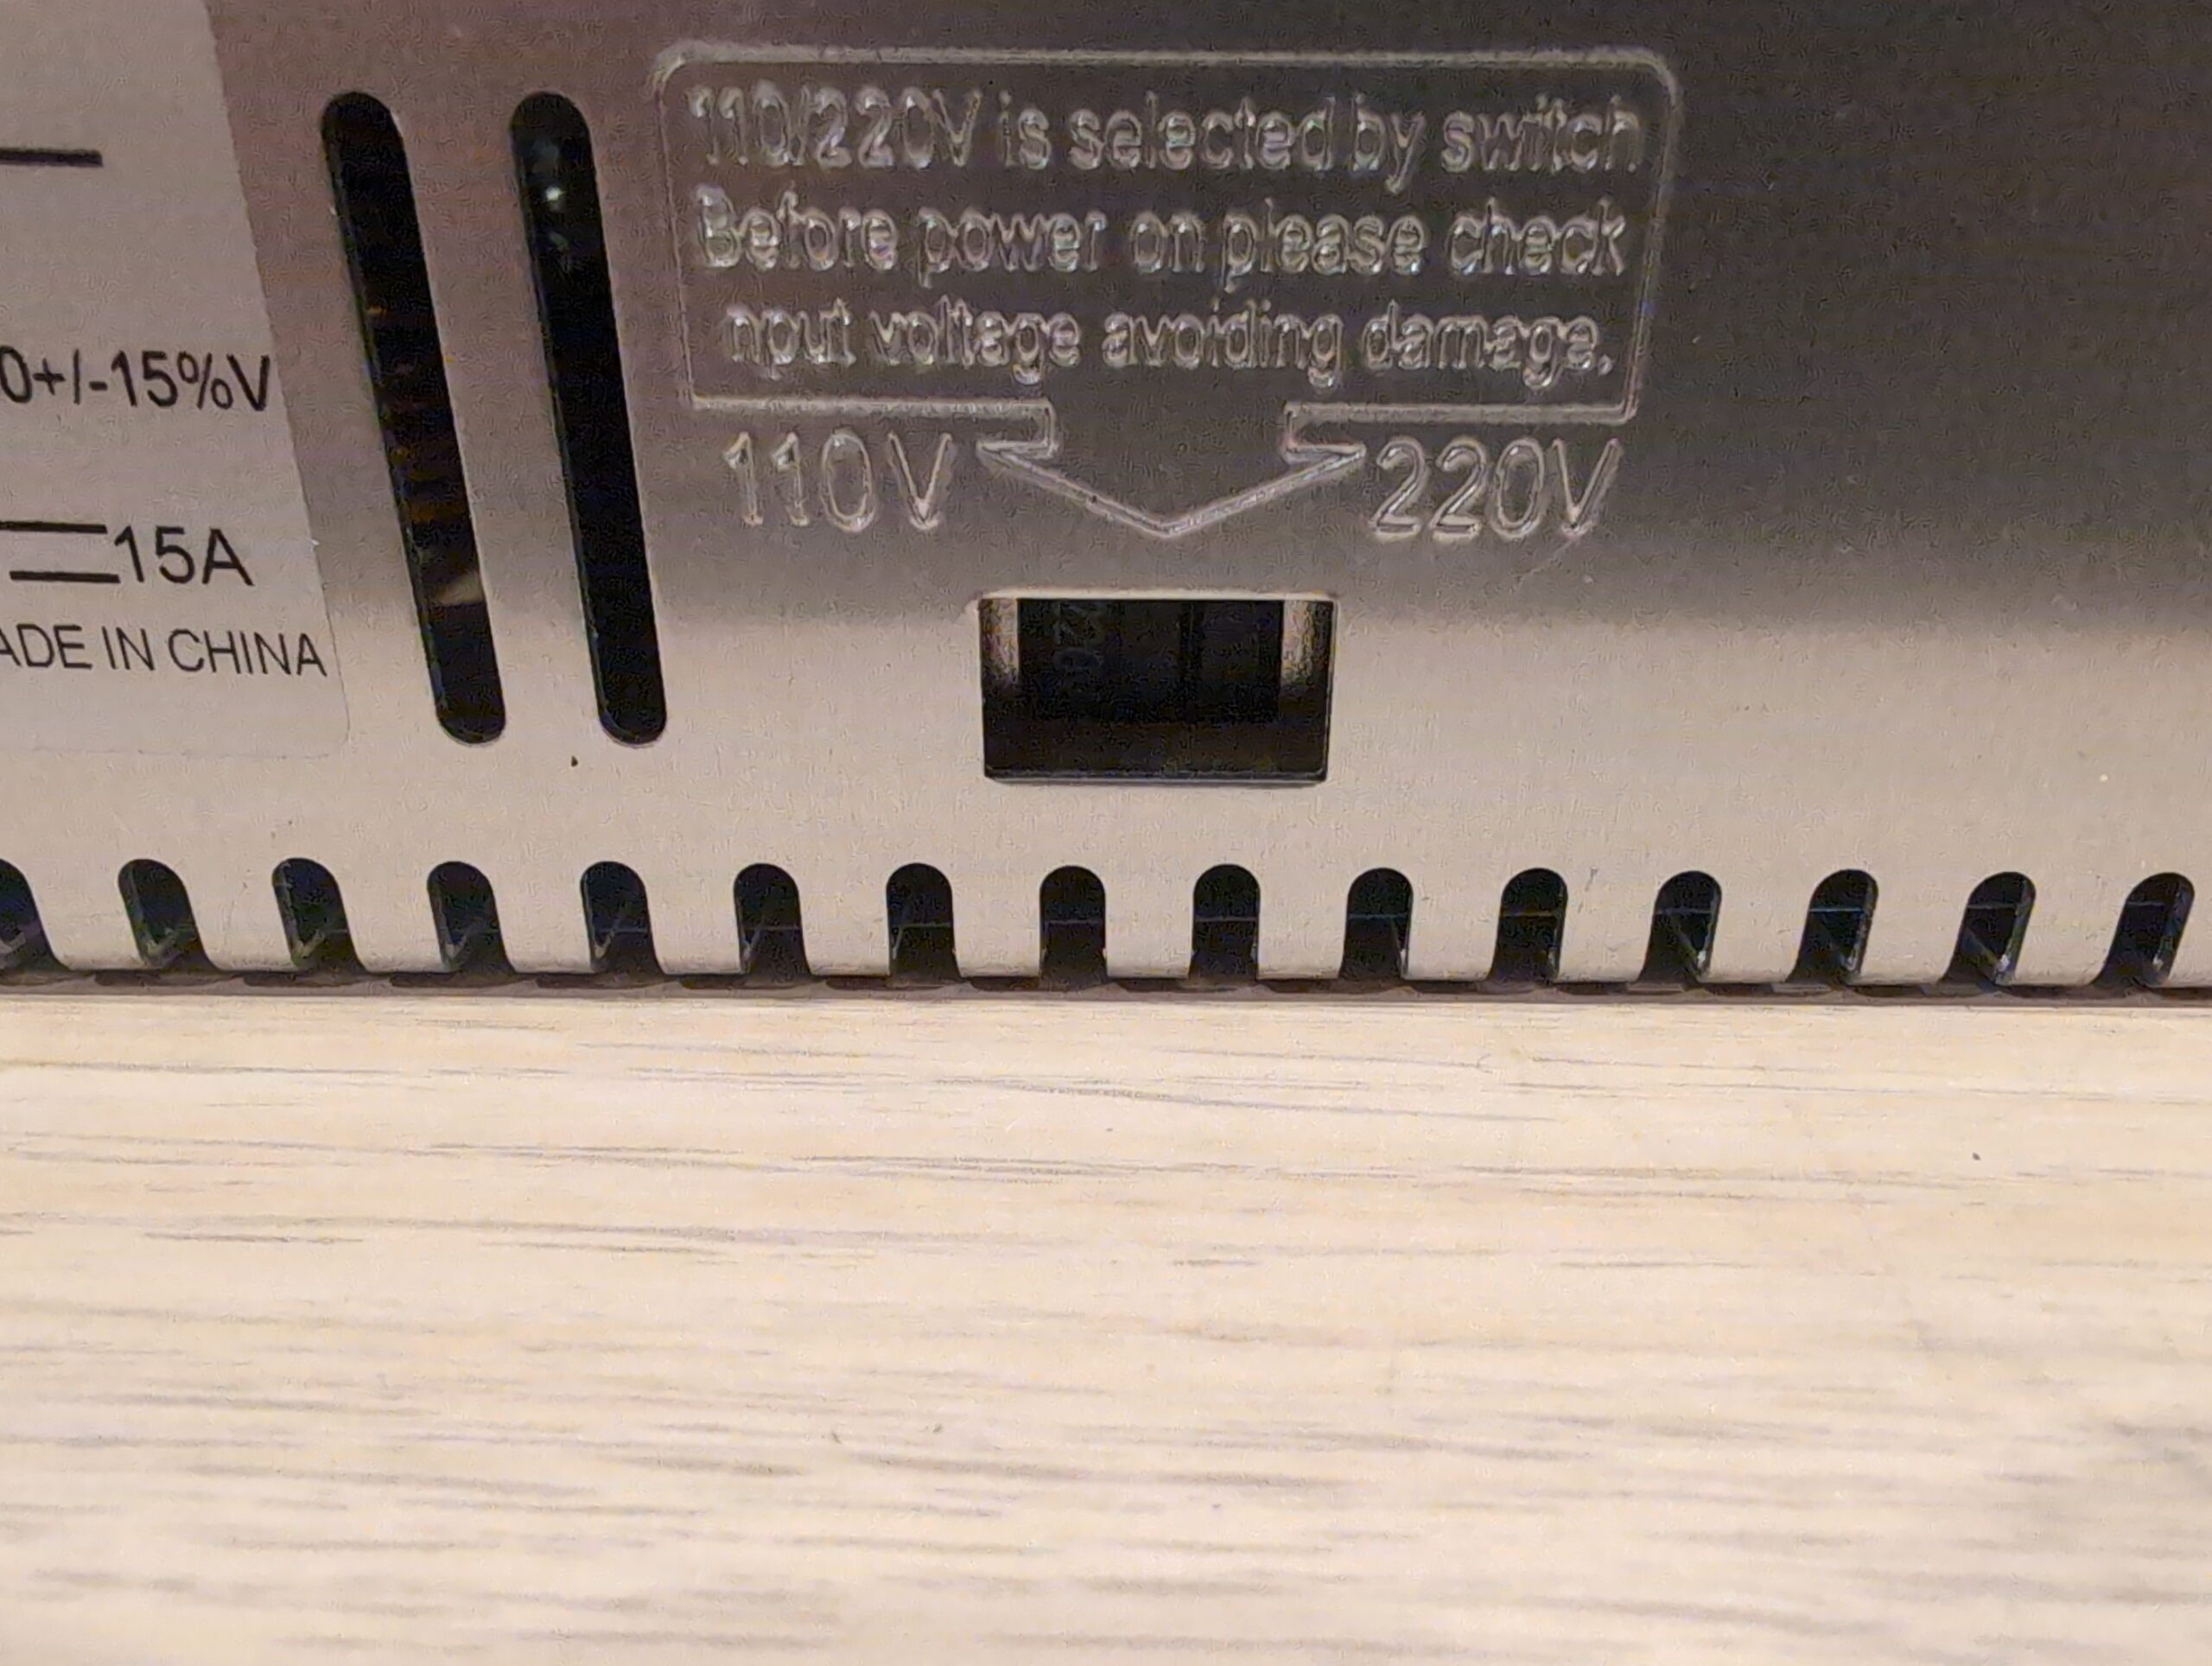 110/220V is selected by switch.
Before power on please check
nput voltage avoiding damage.
110V 220V
0+/-15%V
15A
ADE IN CHINA